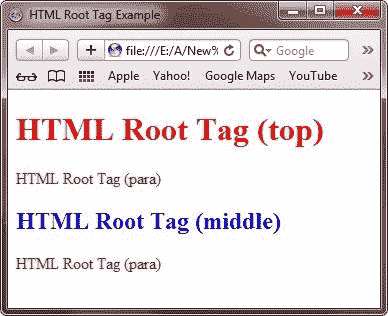 HTML Root Tag Example
file:///E:/A/New%
Google
Apple Yahoo! Google Maps YouTube
HTML Root Tag (top)
HTML Root Tag (para)
HTML Root Tag (middle)
HTML Root Tag (para)